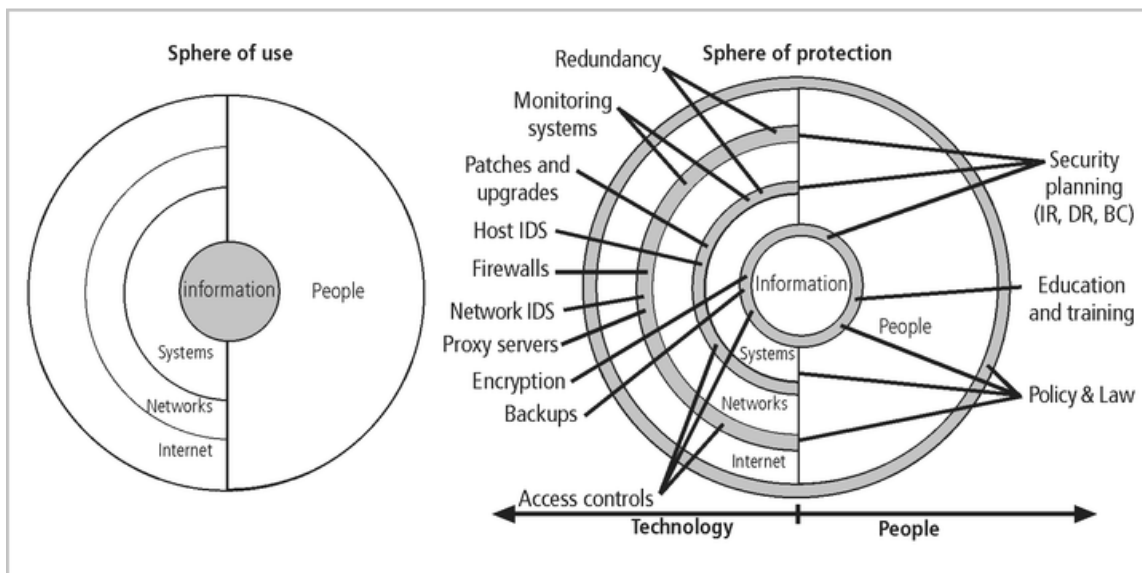 Sphere of use
information
People
Systems
Networks
Internet
Sphere of protection
Redundancy
Monitoring
systems
Patches and
upgrades
Host IDS
Firewalls
Network IDS
Proxy servers
Encryption
Backups
Access controls
Information
People
Systems
Networks
Internet
Security
planning
(IR, DR, BC)
Education
and training
Policy & Law
Technology
People